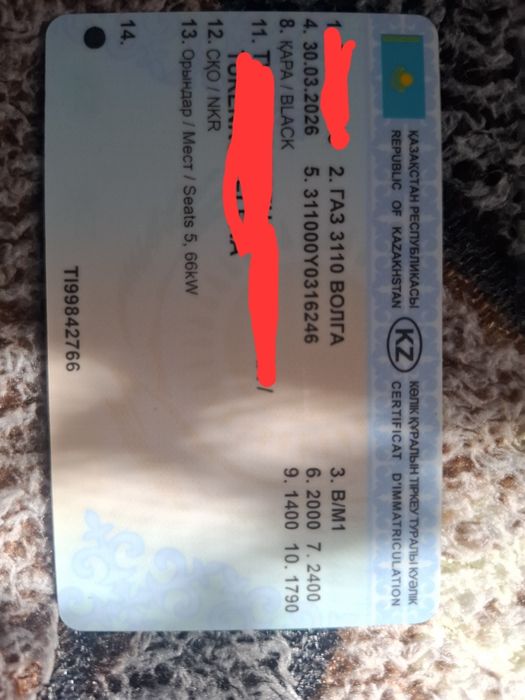 ҚАЗАҚСТАН РЕСПУБЛИКАСЫ
REPUBLIC OF KAZAKHSTAN
KZ
КӨЛІК ҚҰРАЛЫН ТІРКЕУ ТУРАЛЫ КУӘЛІК
CERTIFICAT D'IMMATRICULATION
1. 2. ГАЗ 3110 ВОЛГА 3. B/M1
4. 30.03.2026 5. 311000Y0316246 6. 2000 7. 2400
8. ҚАРА / BLACK 9. 1400 10. 1790
11. /
12. СҚО / NKR
13. Орындар / Мест / Seats 5, 66kW
14.
TI99842766